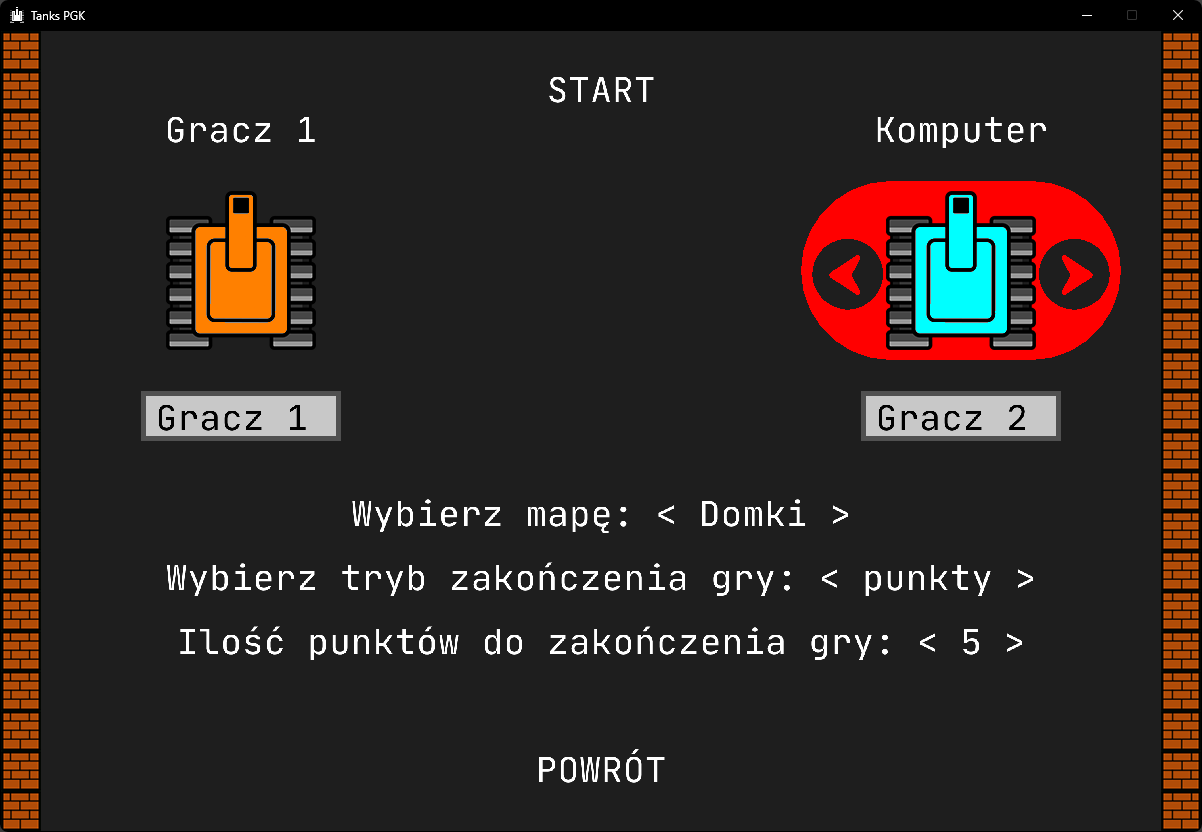 Tanks PGK
START
Gracz 1
Komputer
Gracz 1
Gracz 2
Wybierz mapę: < Domki >
Wybierz tryb zakończenia gry: < punkty >
Ilość punktów do zakończenia gry: < 5 >
POWRÓT